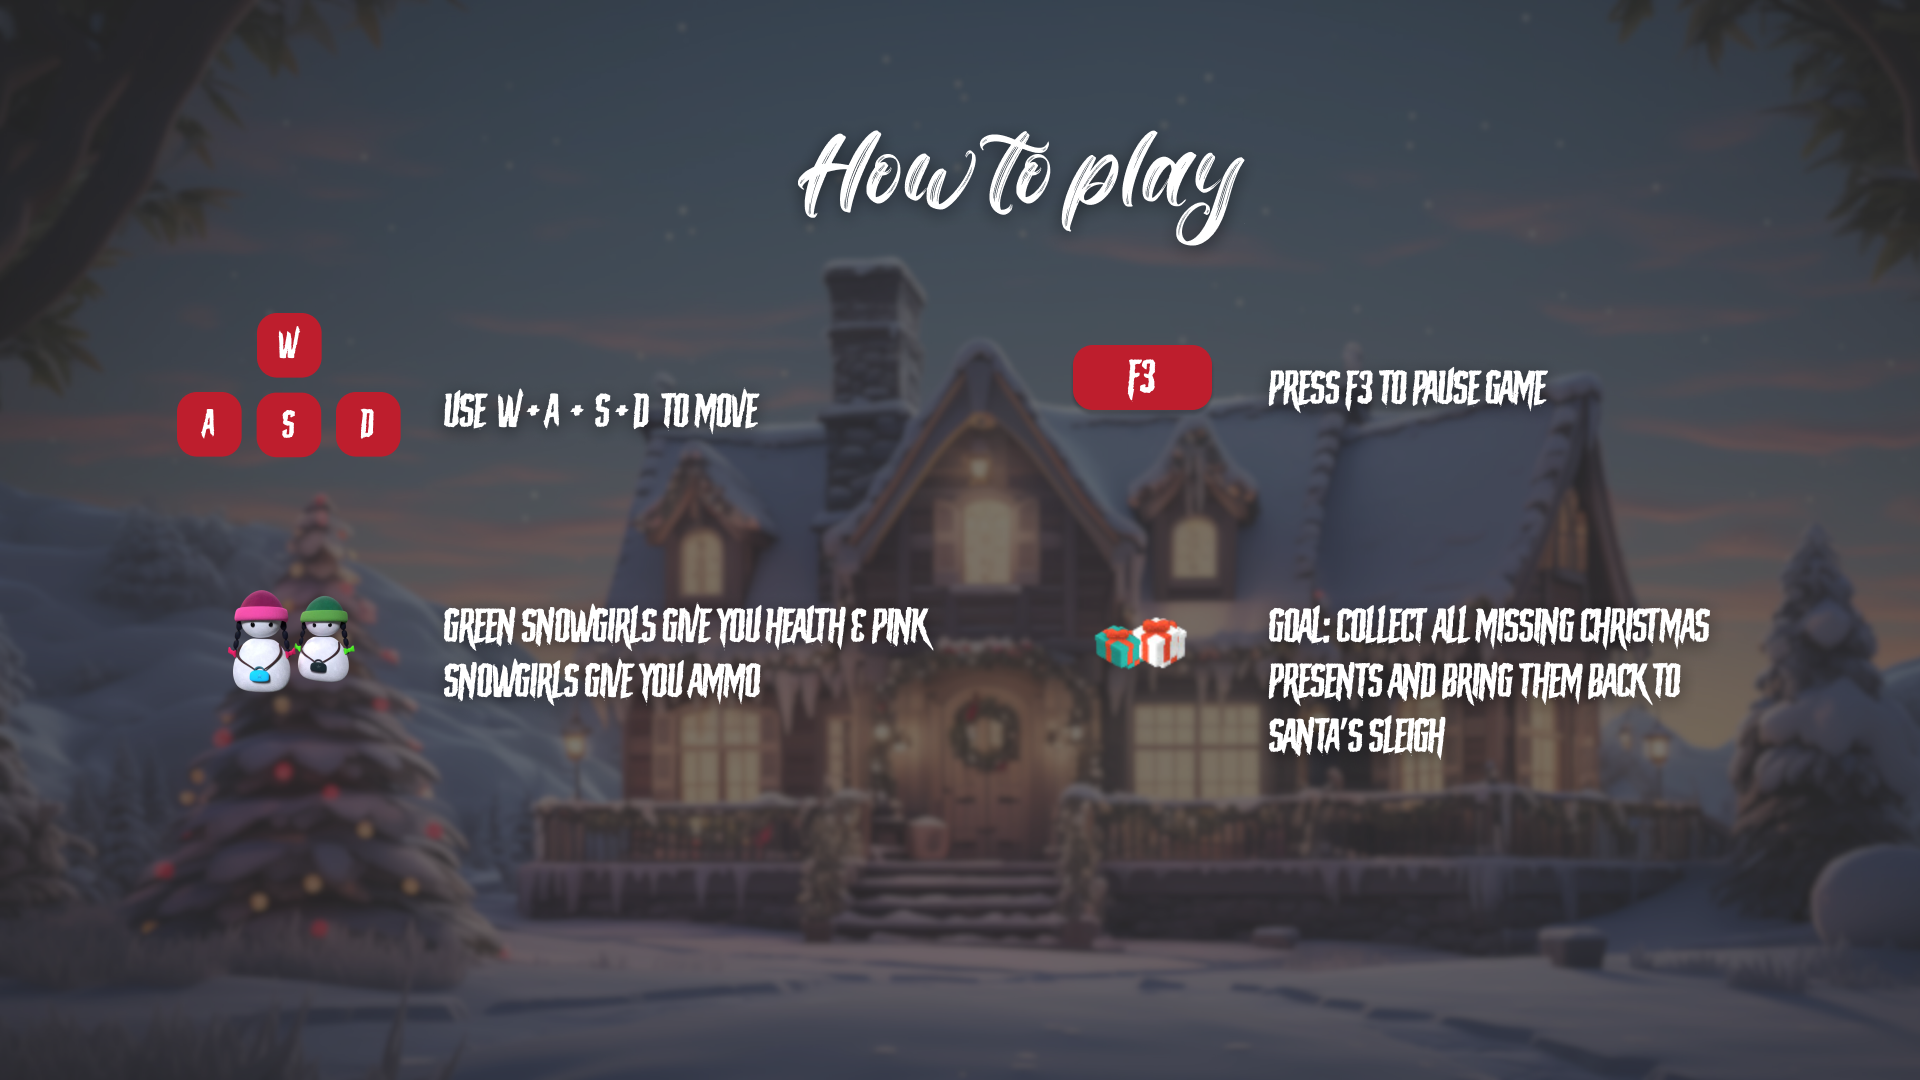 How to play
W
A S D
USE W + A + S + D TO MOVE
F3
PRESS F3 TO PAUSE GAME
GREEN SNOWGIRLS GIVE YOU HEALTH & PINK
SNOWGIRLS GIVE YOU AMMO
GOAL: COLLECT ALL MISSING CHRISTMAS
PRESENTS AND BRING THEM BACK TO
SANTA'S SLEIGH